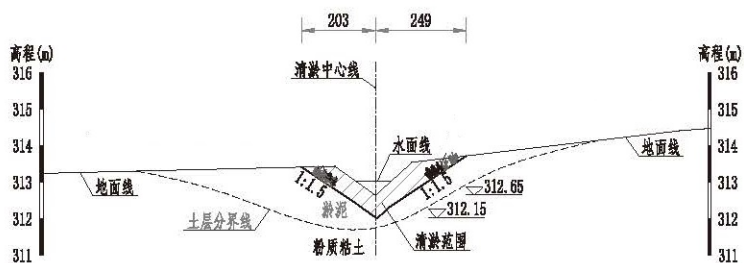 203
249
高程(m)
高程(m)
清淤中心线
316
316
315
315
314
314
313
313
312
312
311
311
水面线
地面线
地面线
1:1.5
1:1.5
淤泥
312.65
312.15
土层分界线
清淤范围
粉质粘土